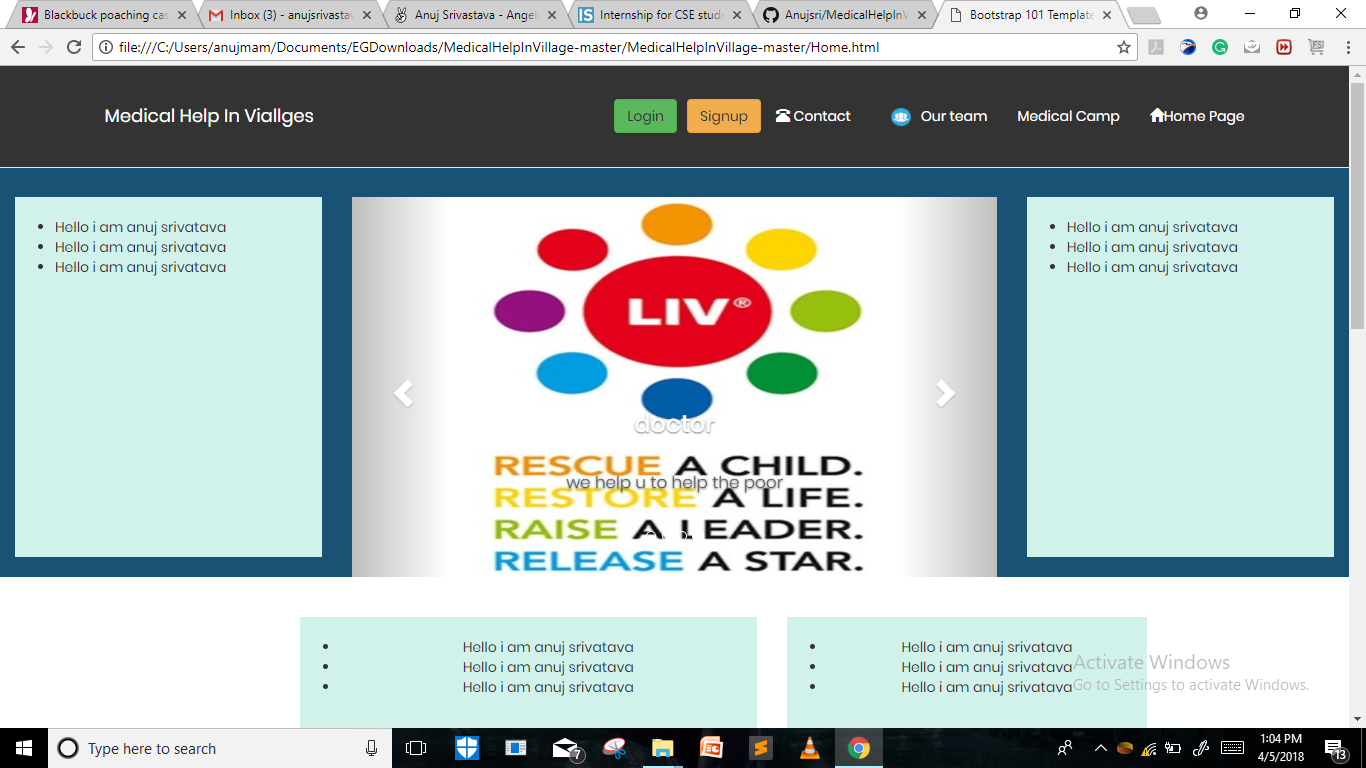 Blackbuck poaching cas
Inbox (3) - anujsrivastav
Anuj Srivastava - Angell
Internship for CSE stude
Anujsri/MedicalHelpInV
Bootstrap 101 Template
file:///C:/Users/anujmam/Documents/EGDownloads/MedicalHelpInVillage-master/MedicalHelpInVillage-master/Home.html
Medical Help In Viallges
Login
Signup
Contact
Our team
Medical Camp
Home Page
Hello i am anuj srivatava
Hello i am anuj srivatava
Hello i am anuj srivatava
LIV®
doctor
RESCUE A CHILD.
we help u to help the poor
RESTORE A LIFE.
RAISE A LEADER.
RELEASE A STAR.
Hello i am anuj srivatava
Hello i am anuj srivatava
Hello i am anuj srivatava
Hello i am anuj srivatava
Hello i am anuj srivatava
Hello i am anuj srivatava
Hello i am anuj srivatava
Hello i am anuj srivatava
Hello i am anuj srivatava
Activate Windows
Go to Settings to activate Windows.
Type here to search
7
1:04 PM
4/5/2018
13